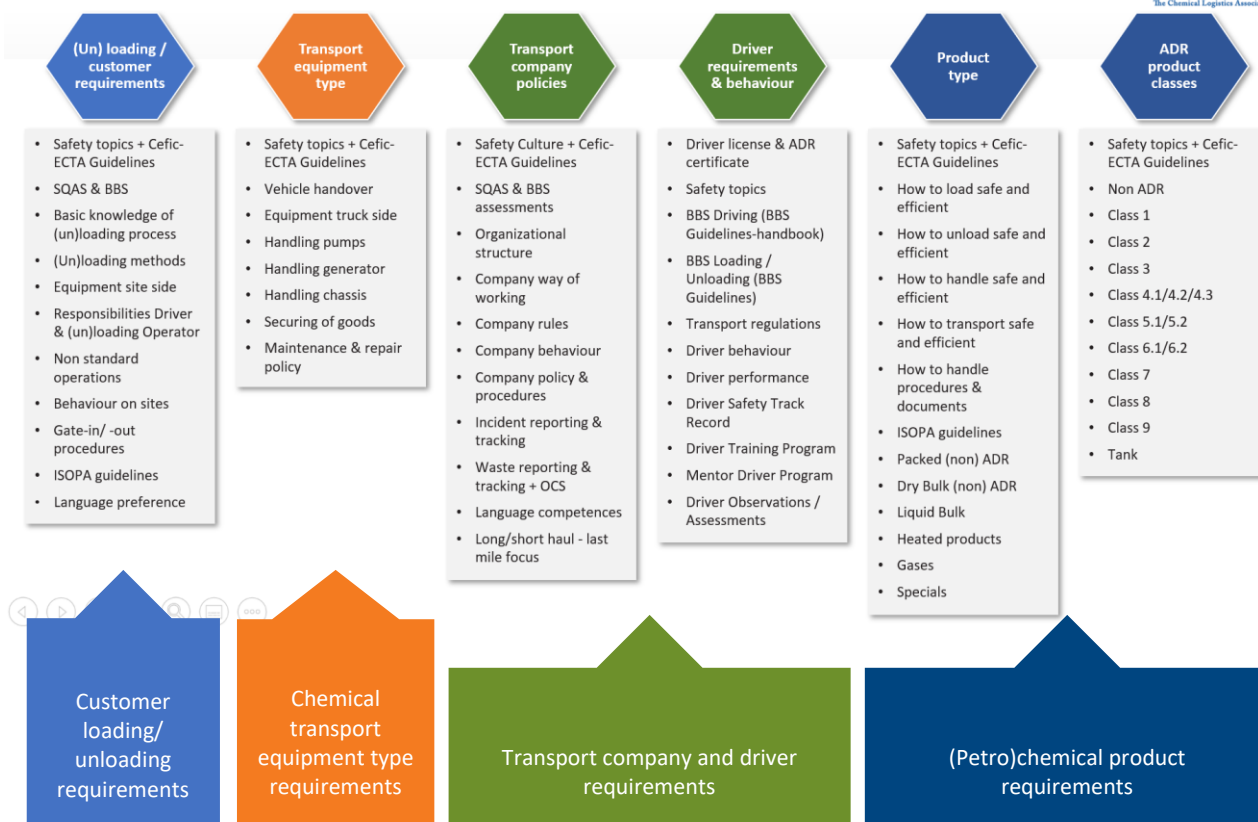 The Chemical Logistics Associ
(Un) loading /
customer
requirements
Transport
equipment
type
Transport
company
policies
Driver
requirements
& behaviour
Product
type
ADR
product
classes
• Safety topics + Cefic-
ECTA Guidelines
• SQAS & BBS
• Basic knowledge of
(un)loading process
• (Un)loading methods
• Equipment site side
• Responsibilities Driver
& (un)loading Operator
• Non standard
operations
• Behaviour on sites
• Gate-in/ -out
procedures
• ISOPA guidelines
• Language preference
• Safety topics + Cefic-
ECTA Guidelines
• Vehicle handover
• Equipment truck side
• Handling pumps
• Handling generator
• Handling chassis
• Securing of goods
• Maintenance & repair
policy
• Safety Culture + Cefic-
ECTA Guidelines
• SQAS & BBS
assessments
• Organizational
structure
• Company way of
working
• Company rules
• Company behaviour
• Company policy &
procedures
• Incident reporting &
tracking
• Waste reporting &
tracking + OCS
• Language competences
• Long/short haul - last
mile focus
• Driver license & ADR
certificate
• Safety topics
• BBS Driving (BBS
Guidelines-handbook)
• BBS Loading /
Unloading (BBS
Guidelines)
• Transport regulations
• Driver behaviour
• Driver performance
• Driver Safety Track
Record
• Driver Training Program
• Mentor Driver Program
• Driver Observations /
Assessments
• Safety topics + Cefic-
ECTA Guidelines
• How to load safe and
efficient
• How to unload safe and
efficient
• How to handle safe and
efficient
• How to transport safe
and efficient
• How to handle
procedures &
documents
• ISOPA guidelines
• Packed (non) ADR
• Dry Bulk (non) ADR
• Liquid Bulk
• Heated products
• Gases
• Specials
• Safety topics + Cefic-
ECTA Guidelines
• Non ADR
• Class 1
• Class 2
• Class 3
• Class 4.1/4.2/4.3
• Class 5.1/5.2
• Class 6.1/6.2
• Class 7
• Class 8
• Class 9
• Tank
Customer
loading/
unloading
requirements
Chemical
transport
equipment type
requirements
Transport company and driver
requirements
(Petro)chemical product
requirements